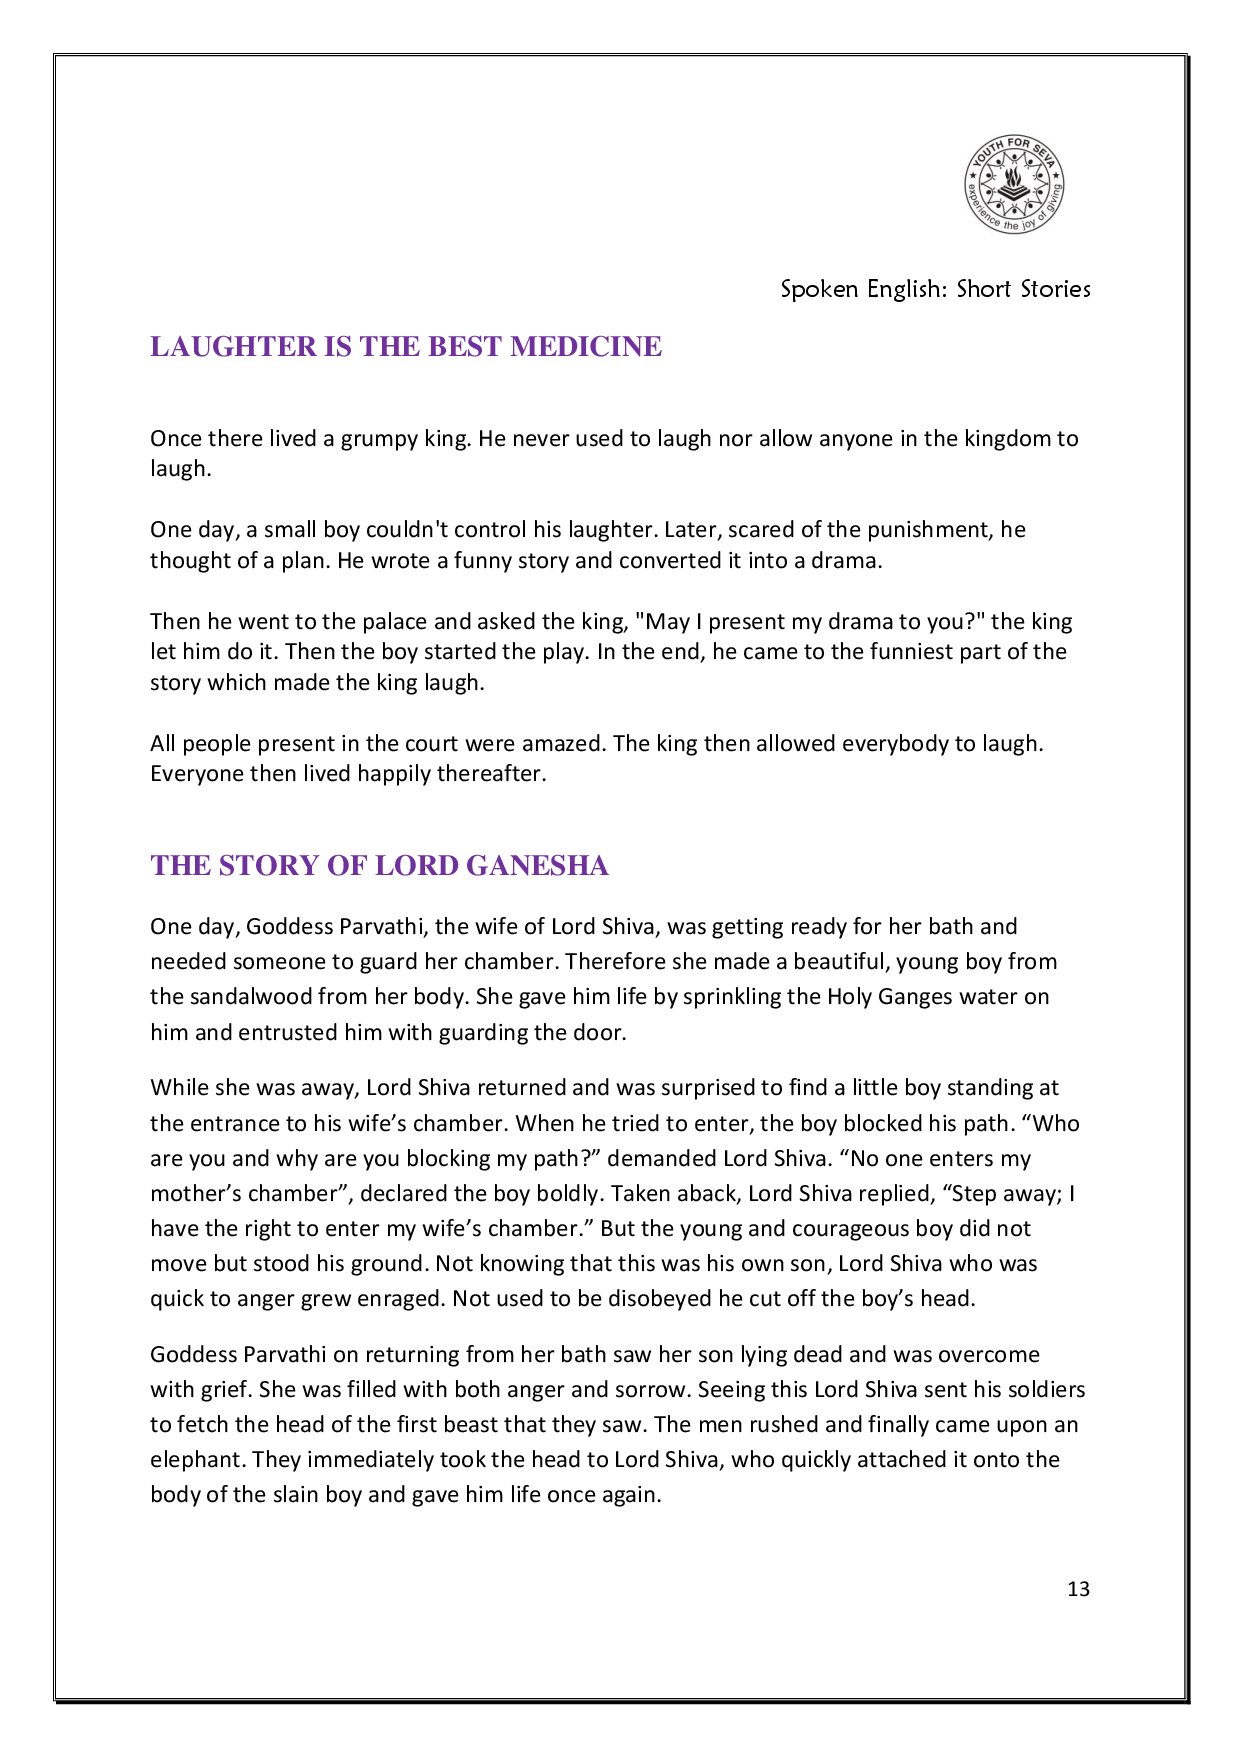 YOUTH FOR SEVA
experience the joy of giving
Spoken English: Short Stories
LAUGHTER IS THE BEST MEDICINE
Once there lived a grumpy king. He never used to laugh nor allow anyone in the kingdom to
laugh.
One day, a small boy couldn't control his laughter. Later, scared of the punishment, he
thought of a plan. He wrote a funny story and converted it into a drama.
Then he went to the palace and asked the king, "May I present my drama to you?" the king
let him do it. Then the boy started the play. In the end, he came to the funniest part of the
story which made the king laugh.
All people present in the court were amazed. The king then allowed everybody to laugh.
Everyone then lived happily thereafter.
THE STORY OF LORD GANESHA
One day, Goddess Parvathi, the wife of Lord Shiva, was getting ready for her bath and
needed someone to guard her chamber. Therefore she made a beautiful, young boy from
the sandalwood from her body. She gave him life by sprinkling the Holy Ganges water on
him and entrusted him with guarding the door.
While she was away, Lord Shiva returned and was surprised to find a little boy standing at
the entrance to his wife’s chamber. When he tried to enter, the boy blocked his path. “Who
are you and why are you blocking my path?” demanded Lord Shiva. “No one enters my
mother’s chamber”, declared the boy boldly. Taken aback, Lord Shiva replied, “Step away; I
have the right to enter my wife’s chamber.” But the young and courageous boy did not
move but stood his ground. Not knowing that this was his own son, Lord Shiva who was
quick to anger grew enraged. Not used to be disobeyed he cut off the boy’s head.
Goddess Parvathi on returning from her bath saw her son lying dead and was overcome
with grief. She was filled with both anger and sorrow. Seeing this Lord Shiva sent his soldiers
to fetch the head of the first beast that they saw. The men rushed and finally came upon an
elephant. They immediately took the head to Lord Shiva, who quickly attached it onto the
body of the slain boy and gave him life once again.
13